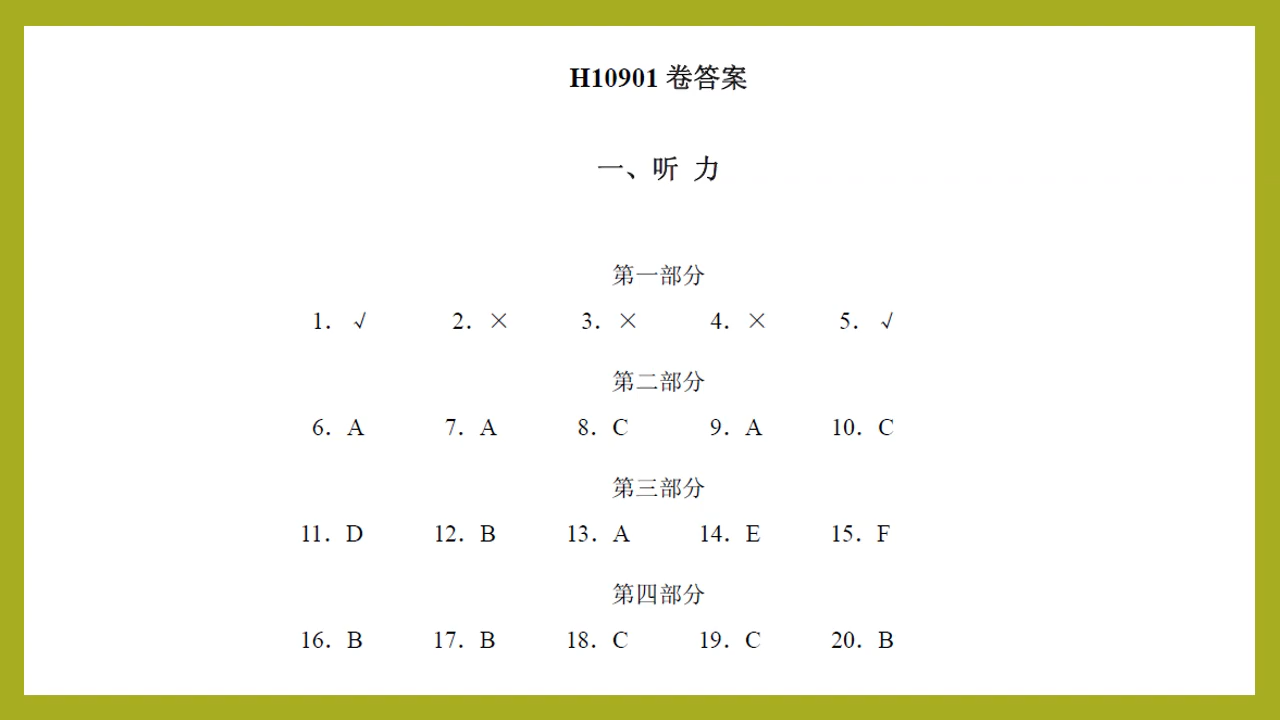 H10901 卷答案
一、听 力
第一部分
1. √ 2. × 3. × 4. × 5. √
第二部分
6. A 7. A 8. C 9. A 10. C
第三部分
11. D 12. B 13. A 14. E 15. F
第四部分
16. B 17. B 18. C 19. C 20. B